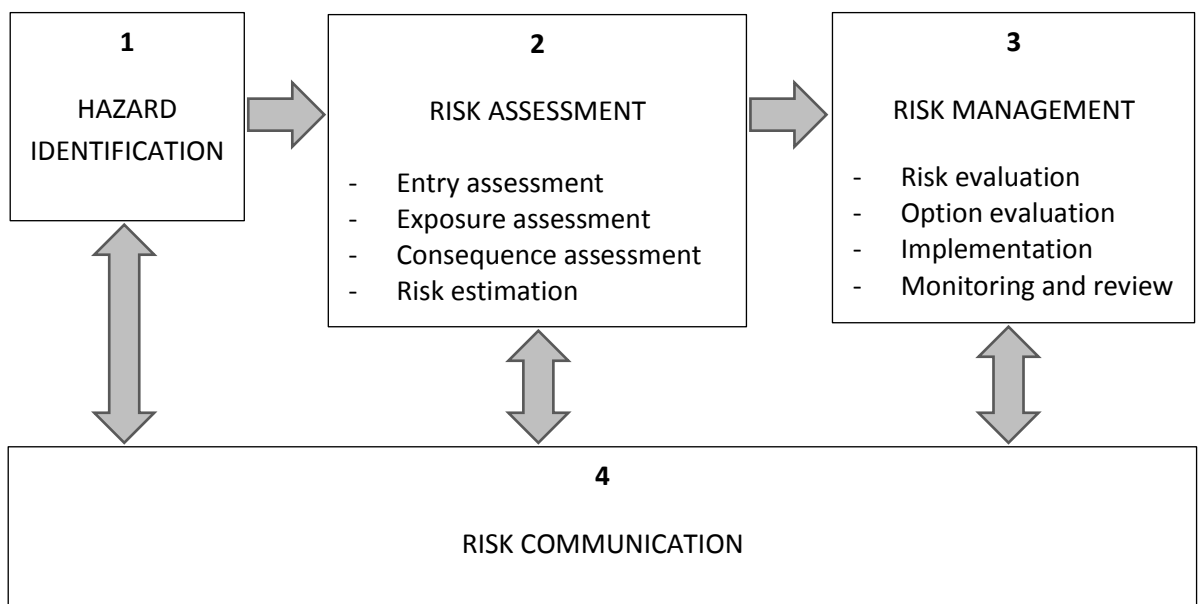 1
HAZARD
IDENTIFICATION
2
RISK ASSESSMENT
- Entry assessment
- Exposure assessment
- Consequence assessment
- Risk estimation
3
RISK MANAGEMENT
- Risk evaluation
- Option evaluation
- Implementation
- Monitoring and review
4
RISK COMMUNICATION